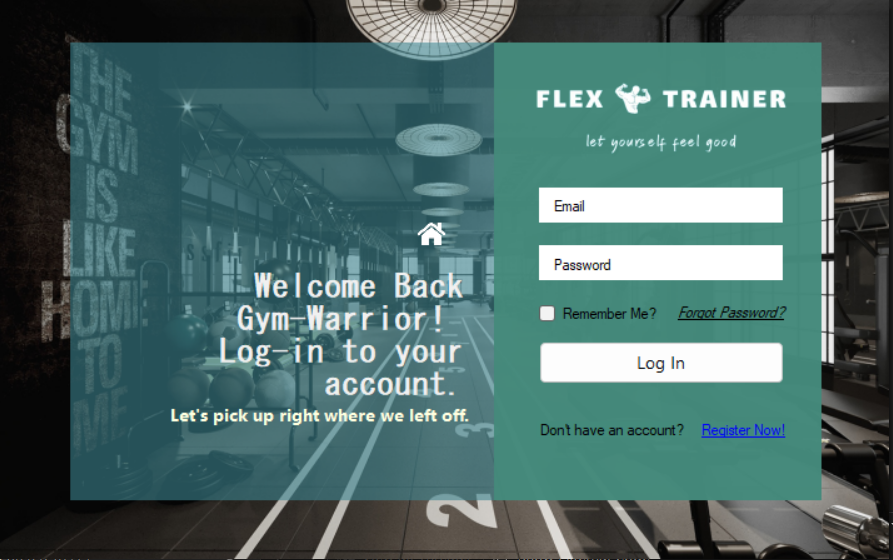 THE
GYM
IS
LIKE
HOME
TO
ME
Welcome Back
Gym-Warrior!
Log-in to your
account.
Let's pick up right where we left off.
2
3
FLEX TRAINER
let yourself feel good
Email
Password
Remember Me? Forgot Password?
Log In
Don't have an account? Register Now!